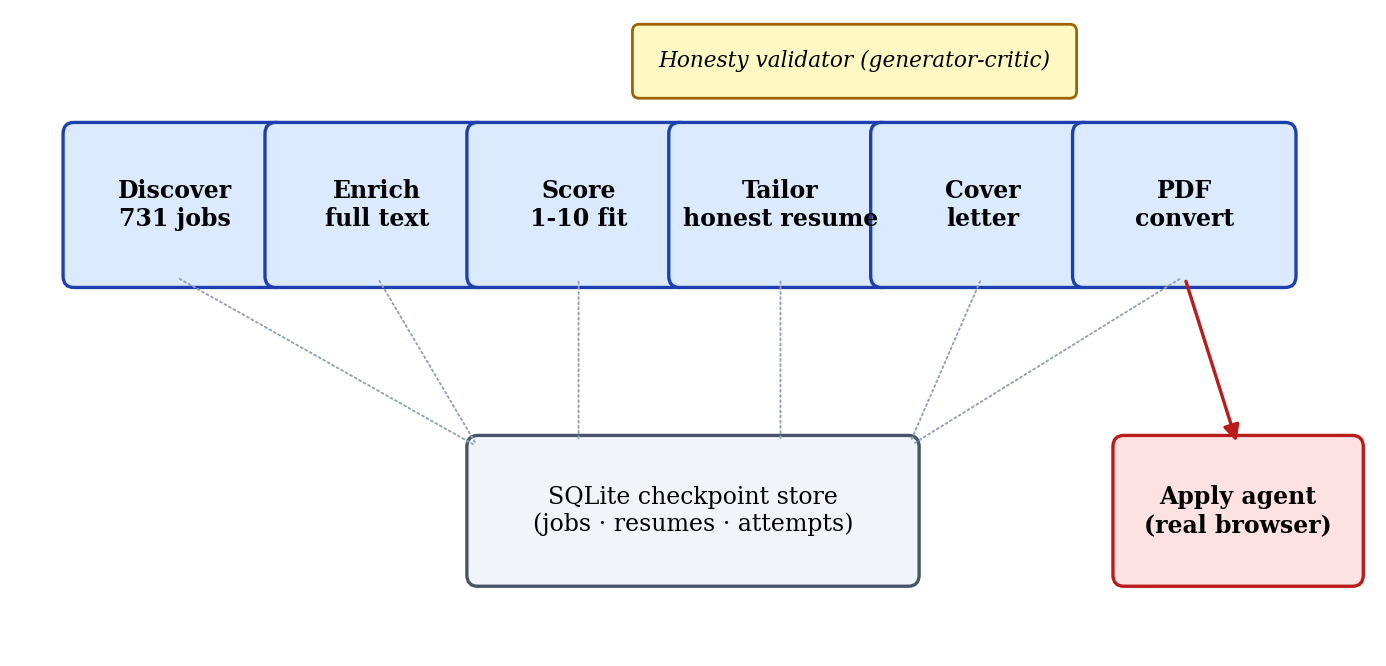 Honesty validator (generator-critic)
Discover
731 jobs
Enrich
full text
Score
1-10 fit
Tailor
honest resume
Cover
letter
PDF
convert
SQLite checkpoint store
(jobs · resumes · attempts)
Apply agent
(real browser)